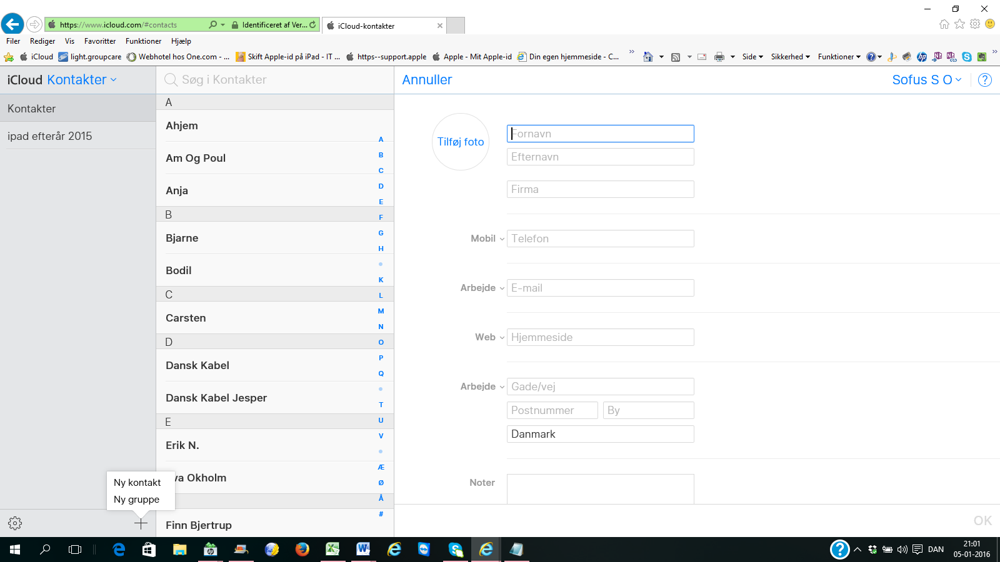 https://www.icloud.com/#contacts
Identificeret af Ver...
iCloud-kontakter
Filer Rediger Vis Favoritter Funktioner Hjælp
iCloud light.groupcare Webhotel hos One.com - ... Skift Apple-id på iPad - IT ... https--support.apple Apple - Mit Apple-id Din egen hjemmeside - C... Side Sikkerhed Funktioner
iCloud Kontakter
Søg i Kontakter
Annuller
Sofus S O
?
Kontakter
ipad efterår 2015
A
Ahjem
Am Og Poul
Anja
B
Bjarne
Bodil
C
Carsten
D
Dansk Kabel
Dansk Kabel Jesper
E
Erik N.
va Okholm
Finn Bjertrup
A
B
C
D
E
F
G
H
K
L
M
N
O
P
Q
T
U
V
Æ
Ø
Å
#
Tilføj foto
Fornavn
Efternavn
Firma
Mobil Telefon
Arbejde E-mail
Web Hjemmeside
Arbejde Gade/vej
Postnummer By
Danmark
Noter
OK
Ny kontakt
Ny gruppe
DAN
21:01
05-01-2016